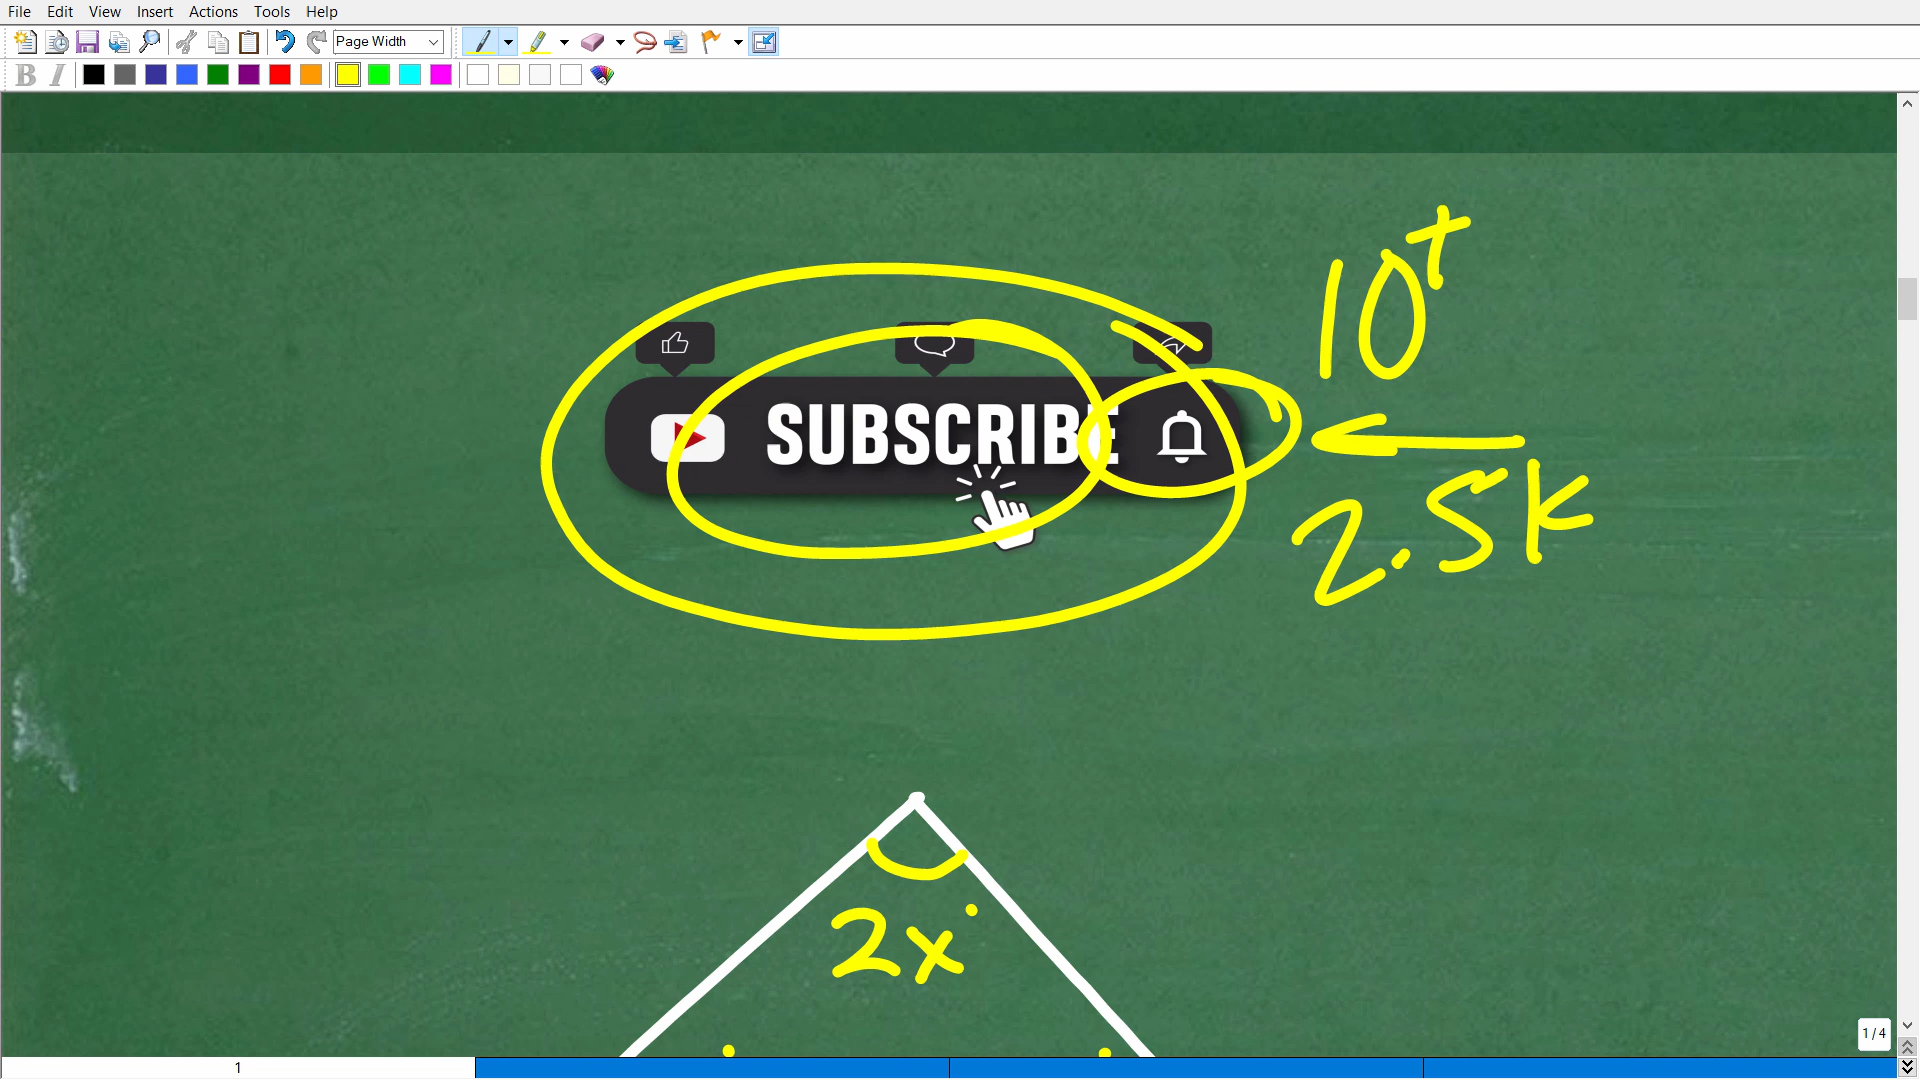 File Edit View Insert Actions Tools Help
Page Width
B I
10+
SUBSCRIBE
2.5K
2x°
1/4
1